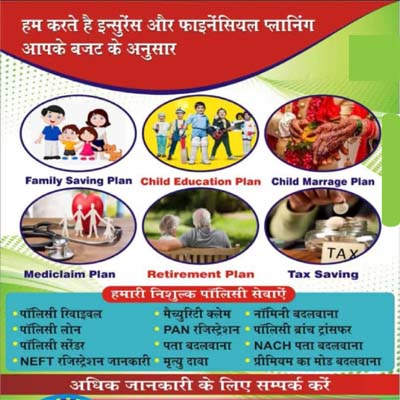 हम करते है इन्सुरेंस और फाइनेंसियल प्लानिंग
आपके बजट के अनुसार
Family Saving Plan
Child Education Plan
Child Marrage Plan
Mediclaim Plan
Retirement Plan
TAX
Tax Saving
हमारी निशुल्क पॉलिसी सेवाऐं
• पॉलिसी रिवाइवल
• मैच्युरिटी क्लेम
• नॉमिनी बदलवाना
• पॉलिसी लोन
• PAN रजिस्ट्रेशन
• पॉलिसी ब्रांच ट्रांसफर
• पॉलिसी सरेंडर
• पता बदलवाना
• NACH पता बदलवाना
• NEFT रजिस्ट्रेशन जानकारी
• मृत्यु दावा
• प्रीमियम का मोड बदलवाना
अधिक जानकारी के लिए सम्पर्क करें